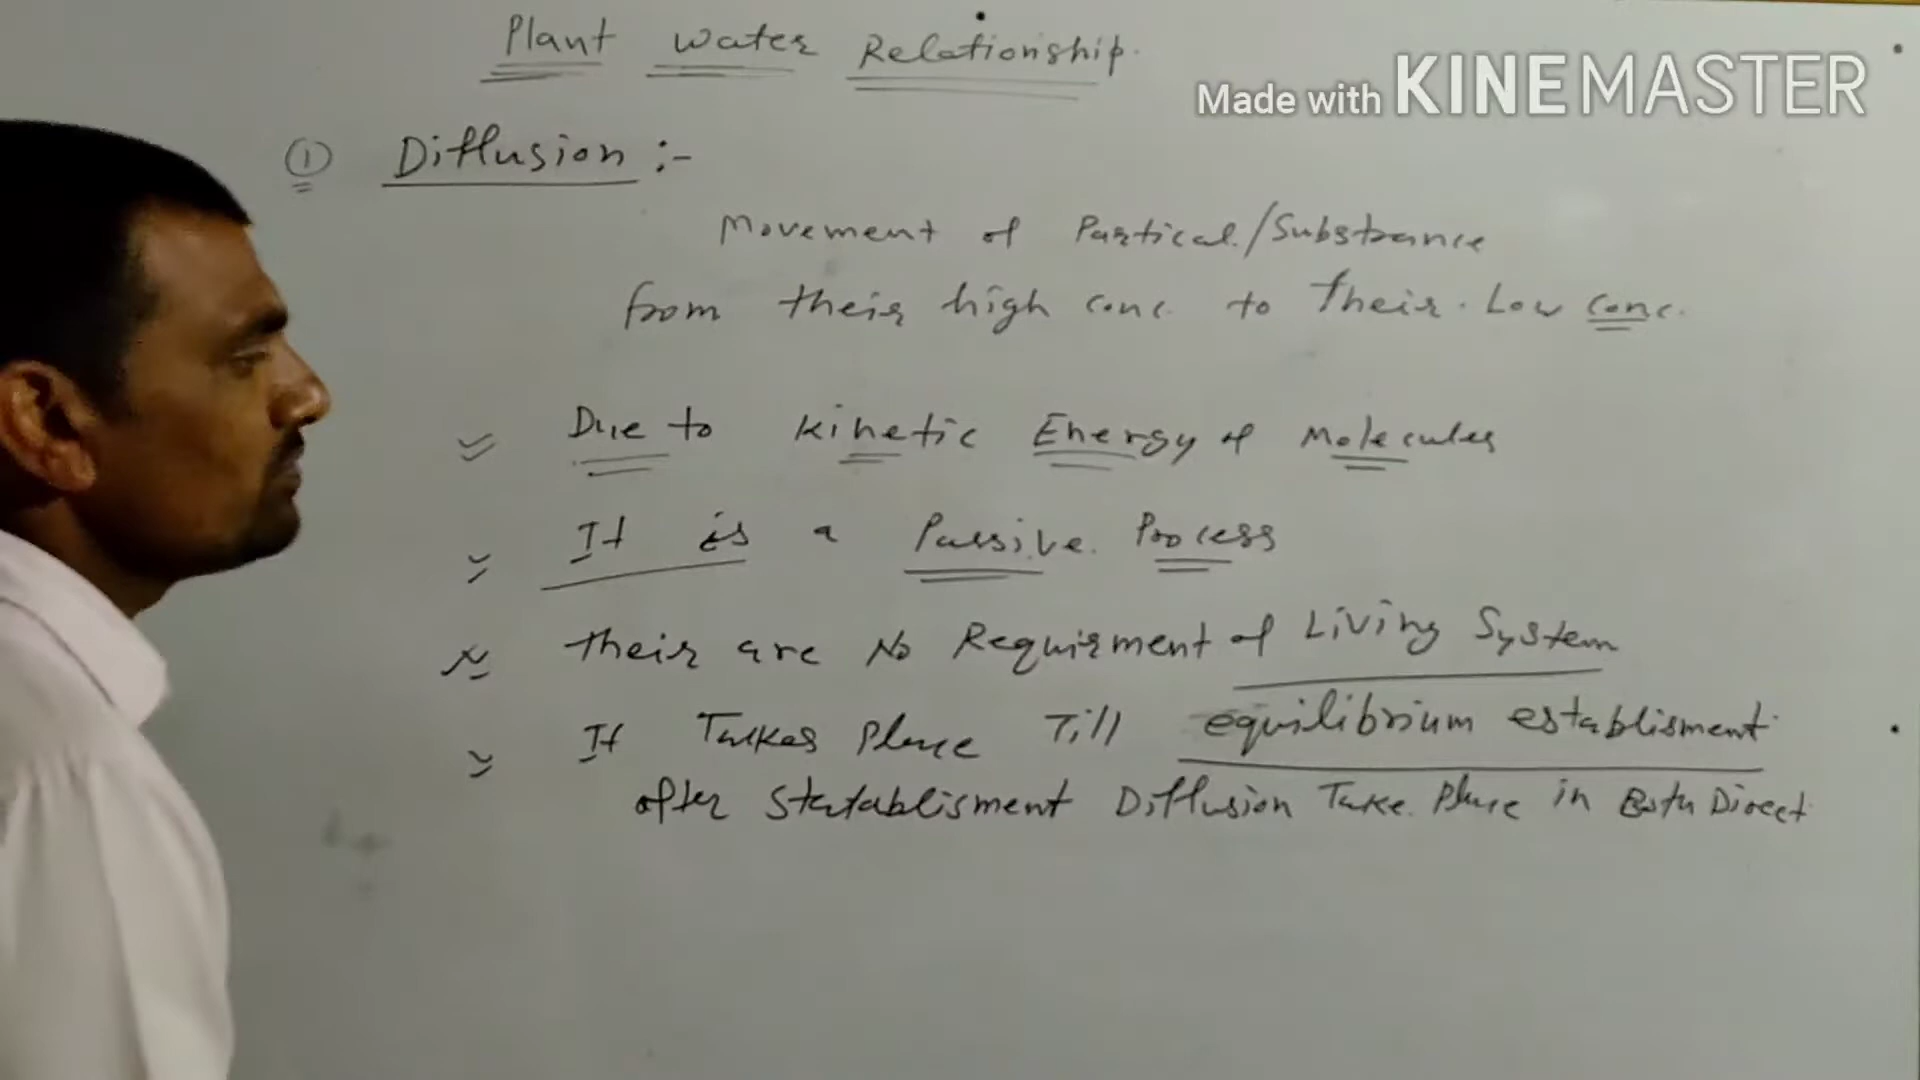 Plant water Relationship.
Made with KINEMASTER
① Diffusion :-
Movement of Partical/Substance
from their high conc. to Their Low conc.
Due to kinetic Energy of Molecules
It is a Passive Process
Their are No Requirment of Living System
It Takes Place Till equilibrium establisment
after Statablisment Diffusion Take Place in Both Direct